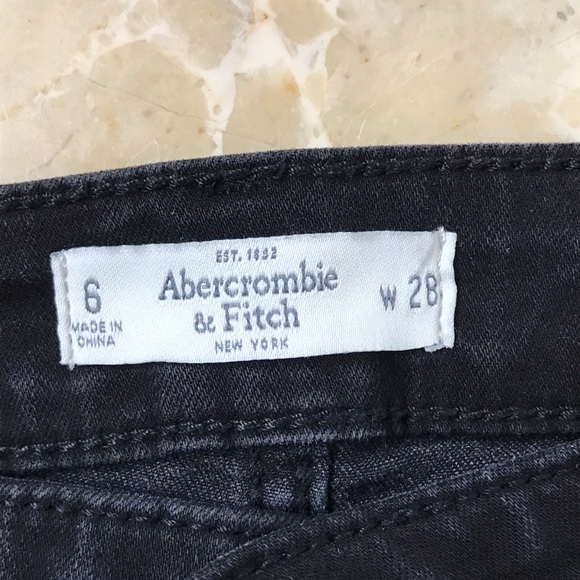 EST. 1892
6
Abercrombie
& Fitch
W 28
MADE IN
CHINA
NEW YORK